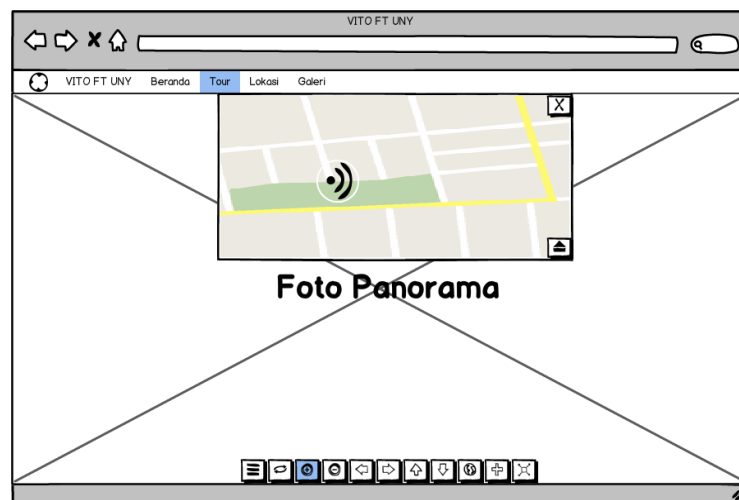 VITO FT UNY
VITO FT UNY Beranda Tour Lokasi Galeri
X
Foto Panorama